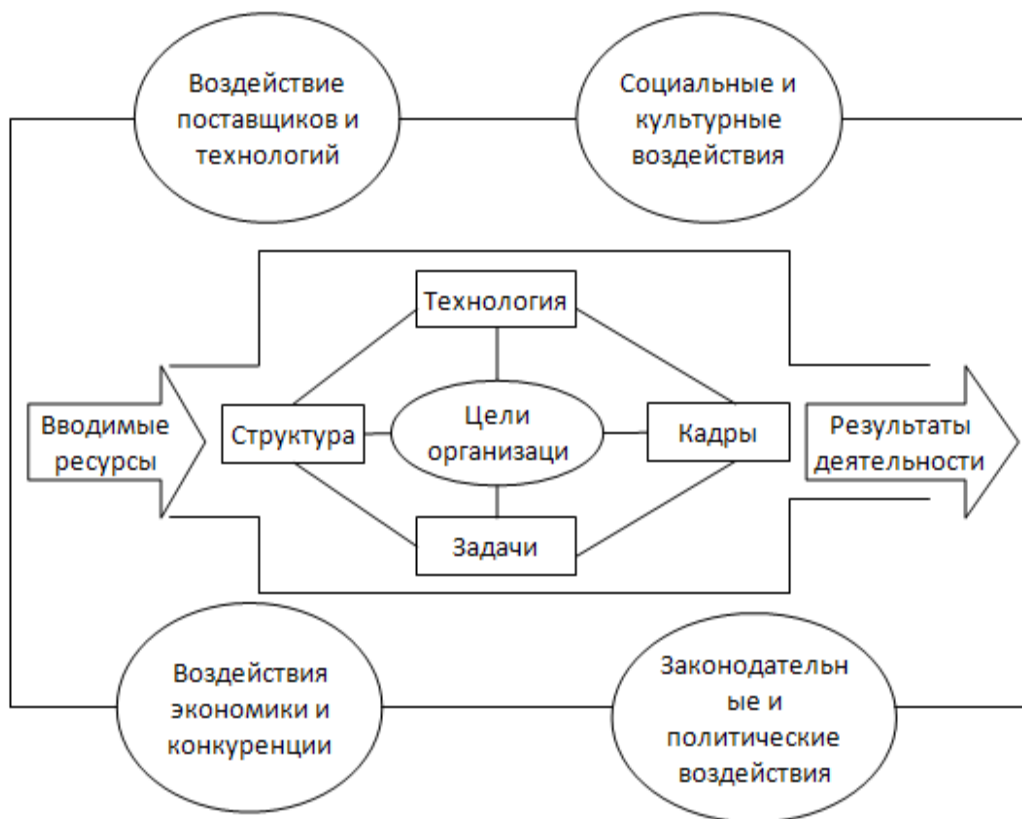 Воздействие
поставщиков и
технологий
Социальные и
культурные
воздействия
Технология
Вводимые
ресурсы
Структура
Цели
организаци
Кадры
Результаты
деятельности
Задачи
Воздействия
экономики и
конкуренции
Законодательн
ые и
политические
воздействия